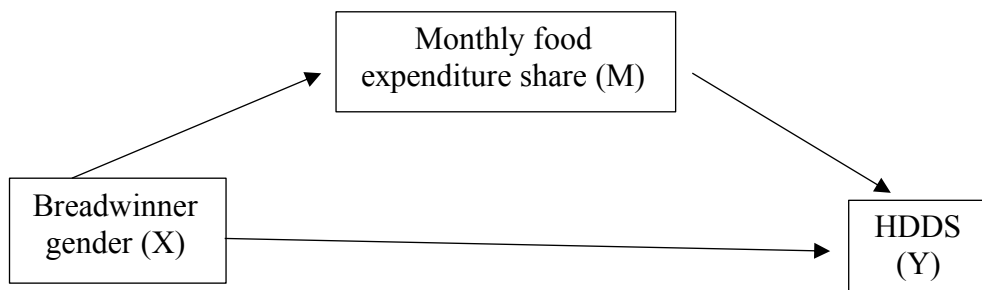 Monthly food
expenditure share (M)
Breadwinner
gender (X)
HDDS
(Y)